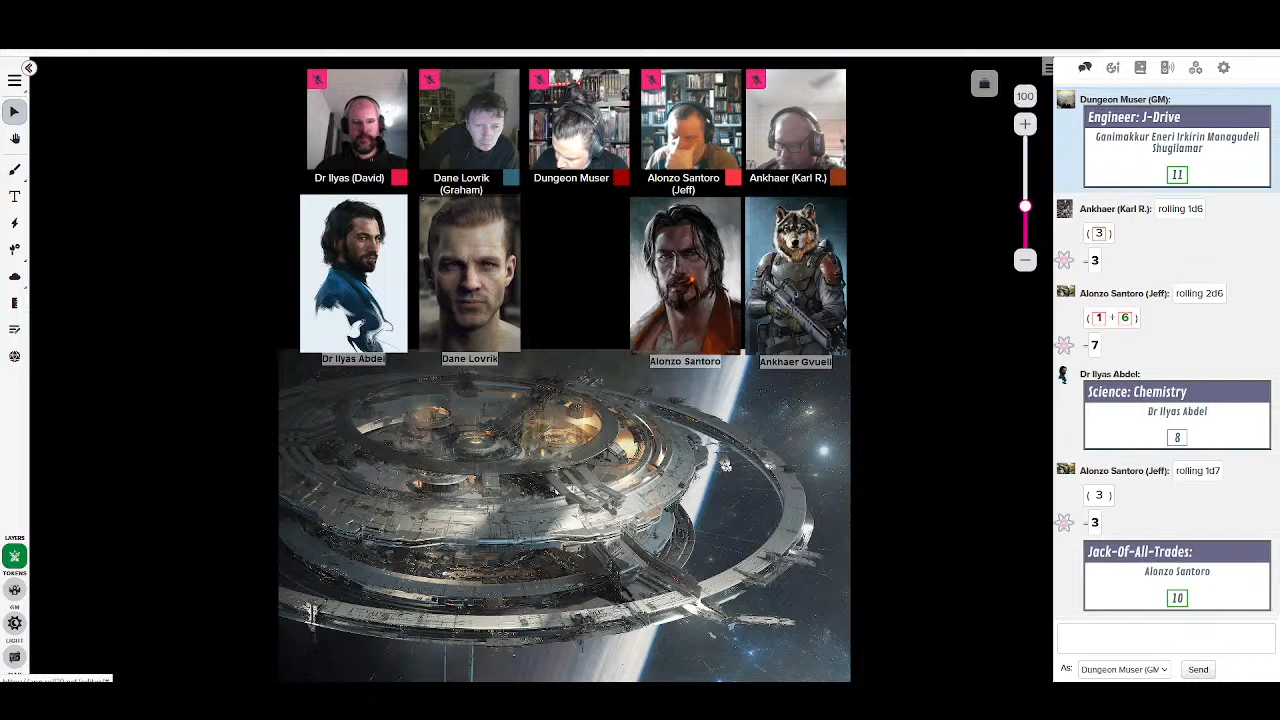 Dr Ilyas (David)
Dane Lovrik
(Graham)
Dungeon Muser
Alonzo Santoro
(Jeff)
Ankhaer (Karl R.)
Dr Ilyas Abdel
Dane Lovrik
Alonzo Santoro
Ankhaer Gvuell
100
LAYERS
TOKENS
GM
LIGHT
Dungeon Muser (GM):
Engineer: J-Drive
Ganimakkur Eneri Irkirin Managudeli
Shugilamar
11
Ankhaer (Karl R.): rolling 1d6
( 3 )
= 3
Alonzo Santoro (Jeff): rolling 2d6
( 1 + 6 )
= 7
Dr Ilyas Abdel:
Science: Chemistry
Dr Ilyas Abdel
8
Alonzo Santoro (Jeff): rolling 1d7
( 3 )
= 3
Jack-Of-All-Trades:
Alonzo Santoro
10
As: Dungeon Muser (GM Send